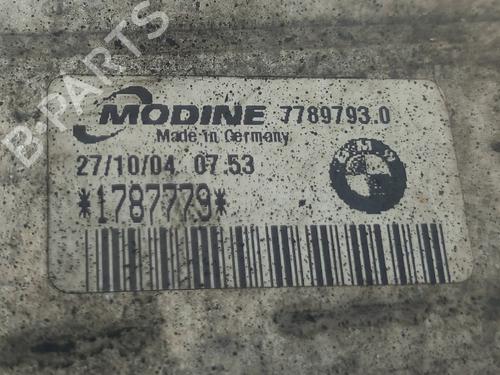 B-PARTS
MODINE 7789793.0
Made in Germany
27/10/04 07.53
*1787779*
BMW